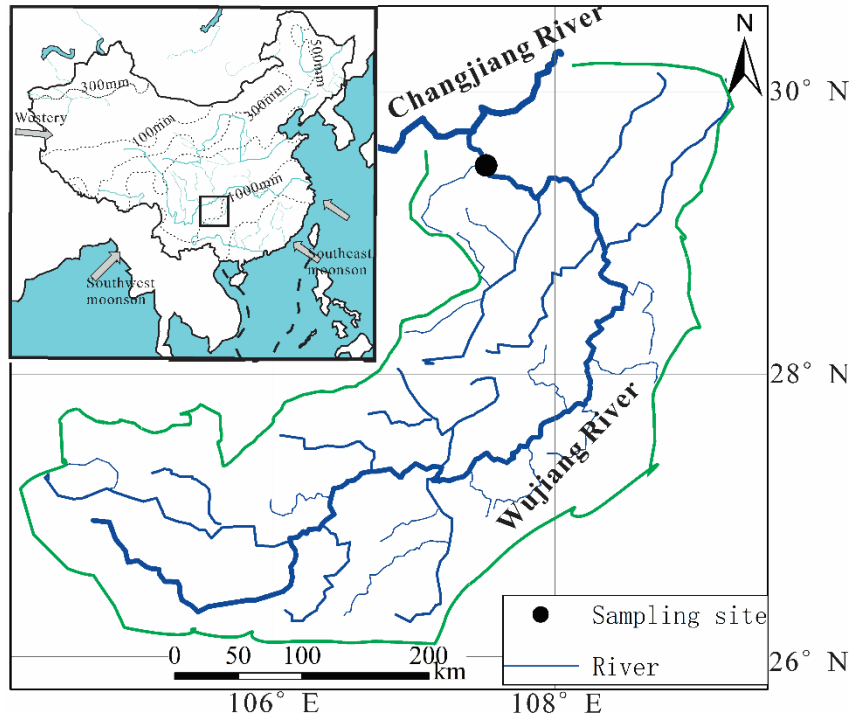 N
Changjiang River
30° N
500mm
300mm
300mm
Wastery
100mm
1000mm
Southeast
moonson
Southwest
moonson
28° N
Wujiang River
Sampling site
River
0 50 100 200
km
26° N
106° E 108° E